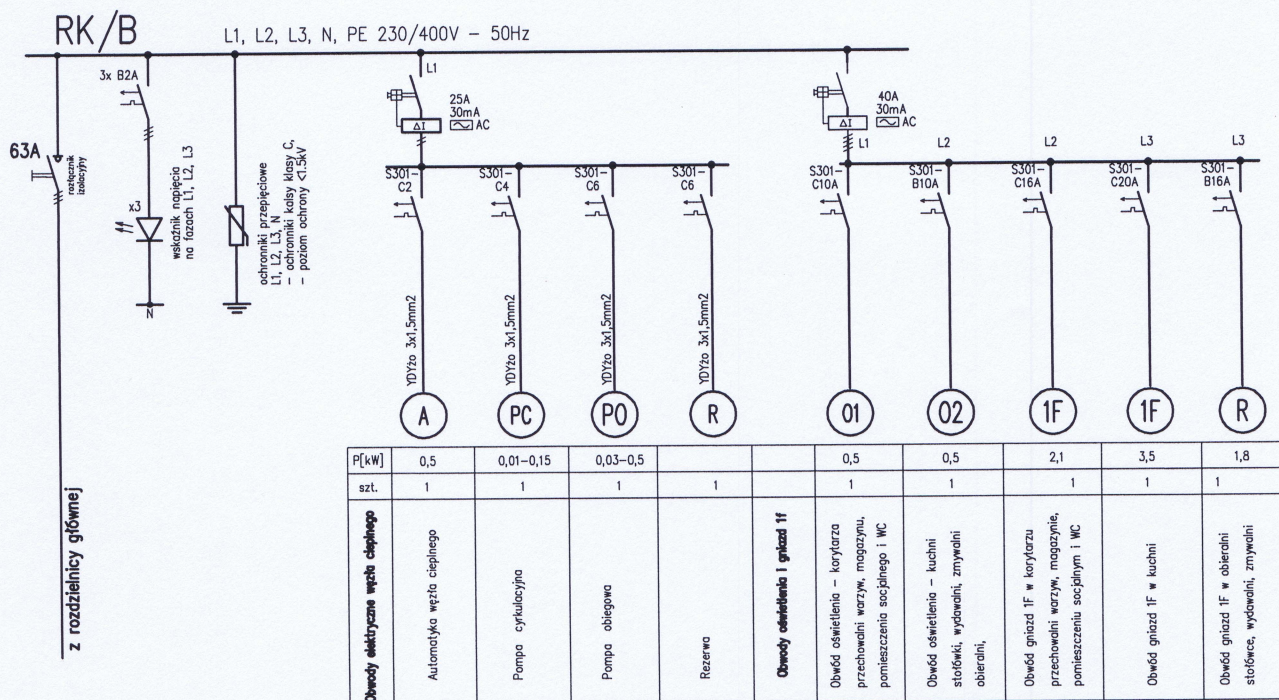 RK/B
L1, L2, L3, N, PE 230/400V – 50Hz
3x B2A
63A
rozłącznik
izolacyjny
x3
wskaźnik napięcia
na fazach L1, L2, L3
N
ochronniki przepięciowe
L1, L2, L3, N
– ochronniki kalsy klasy C,
– poziom ochrony <1.5kV
z rozdzielnicy głównej
L1
25A
30mA
AC
ΔI
S301-
C2
S301-
C4
S301-
C6
S301-
C6
YDYżo 3x1,5mm2
YDYżo 3x1,5mm2
YDYżo 3x1,5mm2
YDYżo 3x1,5mm2
A
PC
PO
R
40A
30mA
AC
ΔI
L1
L2
L2
L3
L3
S301-
C10A
S301-
B10A
S301-
C16A
S301-
C20A
S301-
B16A
O1
O2
1F
1F
R
P[kW] 0,5 0,01–0,15 0,03–0,5 0,5 0,5 2,1 3,5 1,8
szt. 1 1 1 1 1 1 1 1 1
Obwody elektryczne węzła cieplnego
Automatyka węzła cieplnego
Pompa cyrkulacyjna
Pompa obiegowa
Rezerwa
Obwody oświetlenia i gniazd 1f
Obwód oświetlenia – korytarza
przechowalni warzyw, magazynu,
pomieszczenia socjalnego i WC
Obwód oświetlenia – kuchni
stołówki, wydawalni, zmywalni
obieralni,
Obwód gniazd 1F w korytarzu
przechowalni warzyw, magazynie,
pomieszczeniu socjalnym i WC
Obwód gniazd 1F w kuchni
Obwód gniazd 1F w obieralni
stołówce, wydawalni, zmywalni